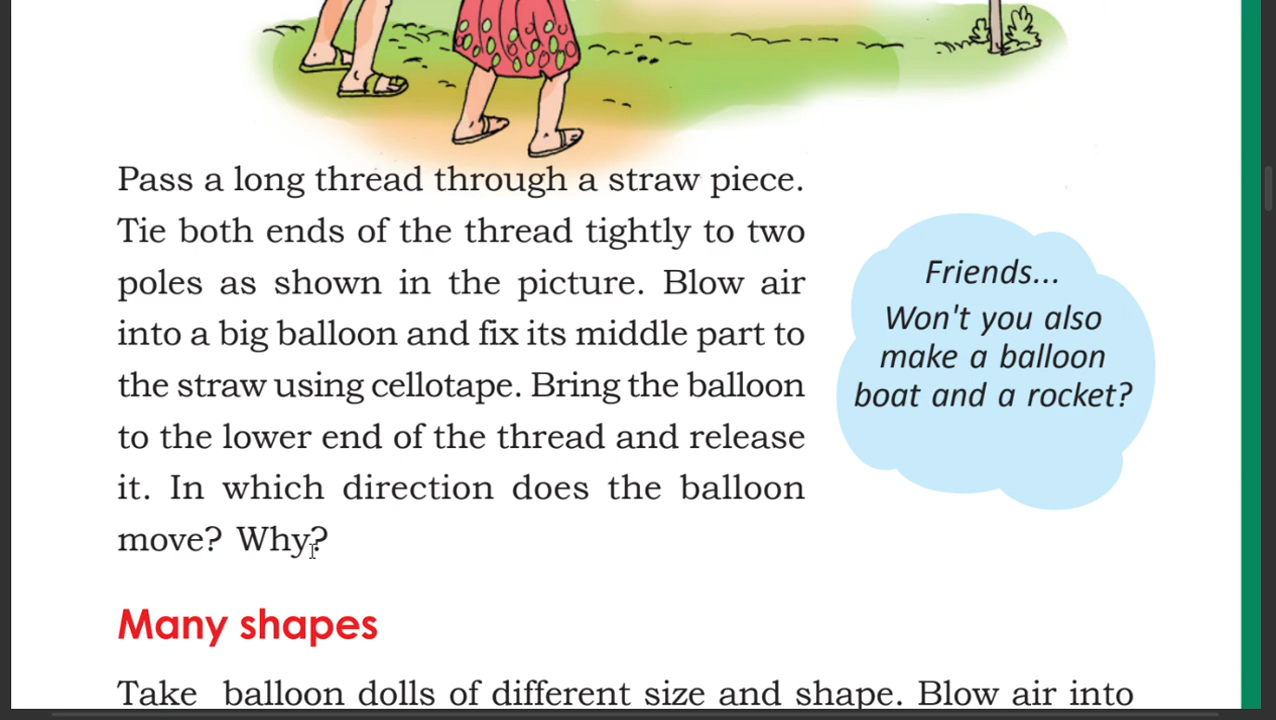 Pass a long thread through a straw piece.
Tie both ends of the thread tightly to two
poles as shown in the picture. Blow air
into a big balloon and fix its middle part to
the straw using cellotape. Bring the balloon
to the lower end of the thread and release
it. In which direction does the balloon
move? Why?
Friends...
Won't you also
make a balloon
boat and a rocket?
Many shapes
Take balloon dolls of different size and shape. Blow air into